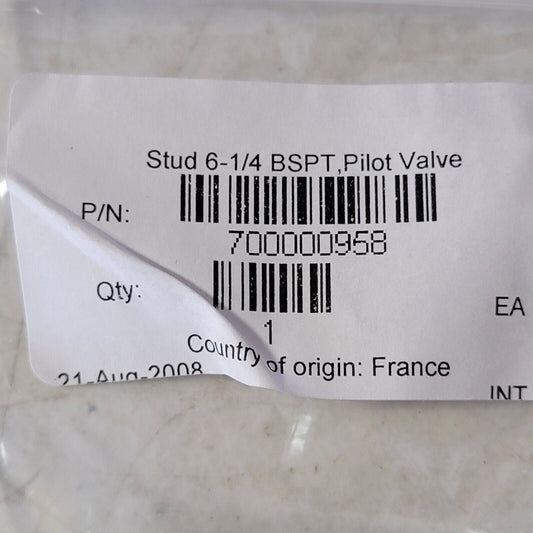 Stud 6-1/4 BSPT,Pilot Valve
P/N:
700000958
Qty:
1
EA
Country of origin: France
21-Aug-2008
INT